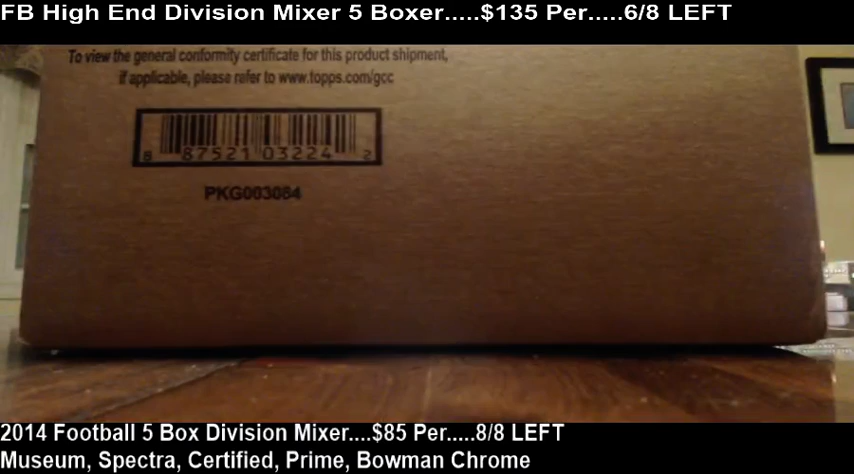 FB High End Division Mixer 5 Boxer.....$135 Per.....6/8 LEFT
To view the general conformity certificate for this product shipment,
if applicable, please refer to www.topps.com/gcc
8 87521 03224 2
PKG003084
2014 Football 5 Box Division Mixer....$85 Per.....8/8 LEFT
Museum, Spectra, Certified, Prime, Bowman Chrome